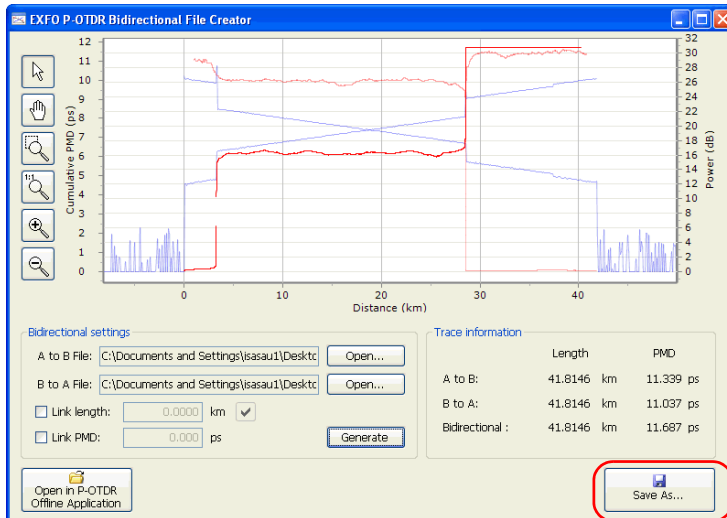 EXFO P-OTDR Bidirectional File Creator
12
11
10
9
8
7
6
5
4
3
2
1
0
Cumulative PMD (ps)
32
30
28
26
24
22
20
18
16
14
12
10
8
6
4
2
0
Power (dB)
0 10 20 30 40
Distance (km)
1:1
Bidirectional settings
A to B File: C:\Documents and Settings\isasau1\Deskto Open...
B to A File: C:\Documents and Settings\isasau1\Deskto Open...
Link length: 0.0000 km
Link PMD: 0.000 ps Generate
Trace information
Length PMD
A to B: 41.8146 km 11.339 ps
B to A: 41.8146 km 11.037 ps
Bidirectional : 41.8146 km 11.687 ps
Open in P-OTDR
Offline Application
Save As...